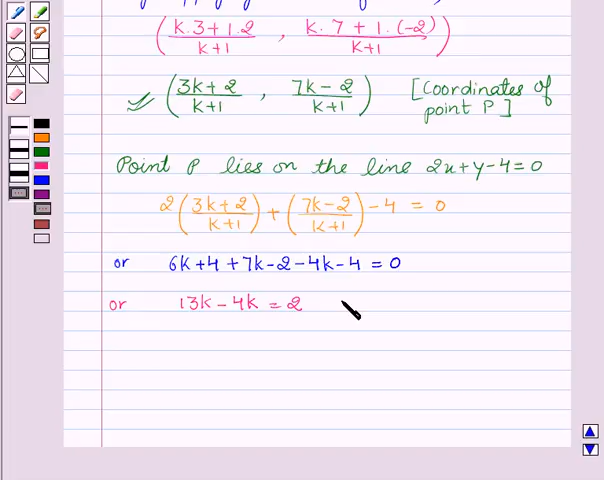 ( k.3+1.2 / k+1 , k.7+1.(-2) / k+1 )
( 3k+2 / k+1 , 7k-2 / k+1 ) [Coordinates of point P]
Point P lies on the line 2x+y-4=0
2 ( 3k+2 / k+1 ) + ( 7k-2 / k+1 ) -4 = 0
or 6k+4+7k-2-4k-4 = 0
or 13k-4k = 2